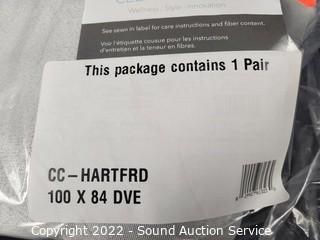 Wellness . Style . Innovation
See sewn in label for care instructions and fiber content.
Voir l'étiquette cousue pour les instructions
d'entretien et la teneur en fibres.
This package contains 1 Pair
CC-HARTFRD
100 X 84 DVE
Copyright 2022 - Sound Auction Service